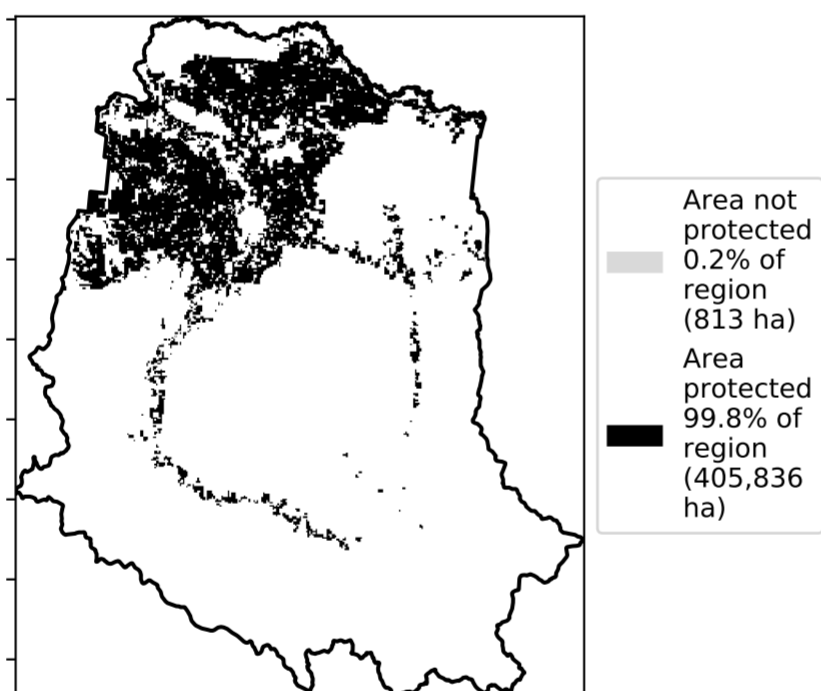 Area not
protected
0.2% of
region
(813 ha)
Area
protected
99.8% of
region
(405,836
ha)